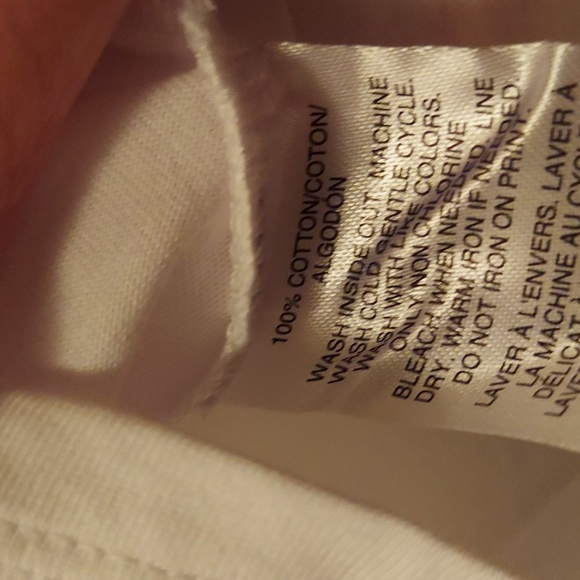 100% COTTON/COTON/
ALGODÓN
WASH INSIDE OUT. MACHINE
WASH COLD GENTLE CYCLE.
WASH WITH LIKE COLORS.
ONLY NON CHLORINE
BLEACH WHEN NEEDED. LINE
DRY. WARM IRON IF NEEDED.
DO NOT IRON ON PRINT.
LAVER À L'ENVERS. LAVER À
LA MACHINE AU
DÉLICAT.